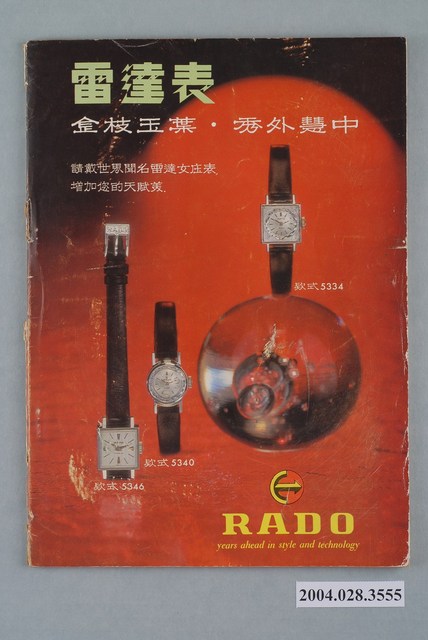 雷達表
金枝玉葉・秀外慧中
請戴世界聞名雷達女庄表
增加您的天賦美
款式 5334
款式 5340
款式 5346
RADO
years ahead in style and technology
2004.028.3555